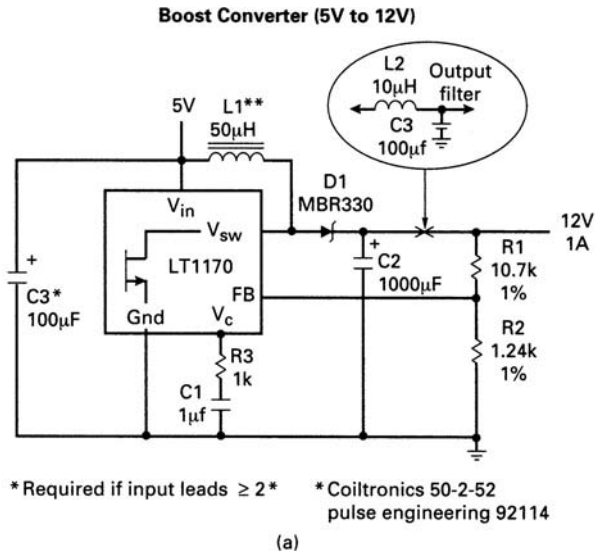 Boost Converter (5V to 12V)
L2
10μH
Output
filter
C3
100μf
5V
L1**
50μH
D1
MBR330
12V
1A
V_in
V_sw
LT1170
FB
Gnd
V_c
+
C3*
100μF
+
C2
1000μF
R1
10.7k
1%
R2
1.24k
1%
R3
1k
C1
1μf
*Required if input leads ≥ 2*
*Coiltronics 50-2-52
pulse engineering 92114
(a)